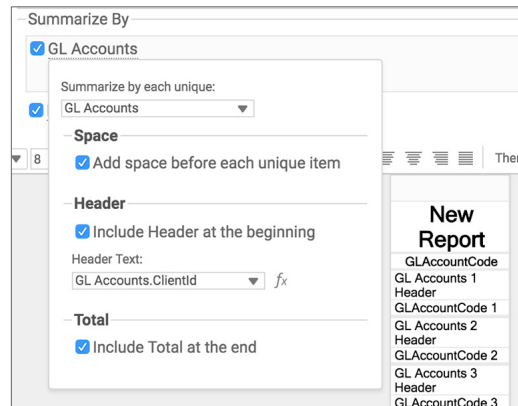 Summarize By
GL Accounts
Summarize by each unique:
GL Accounts
Space
Add space before each unique item
Header
Include Header at the beginning
Header Text:
GL Accounts.ClientId
fx
Total
Include Total at the end
8
New
Report
GLAccountCode
GL Accounts 1
Header
GLAccountCode 1
GL Accounts 2
Header
GLAccountCode 2
GL Accounts 3
Header
GLAccountCode 3